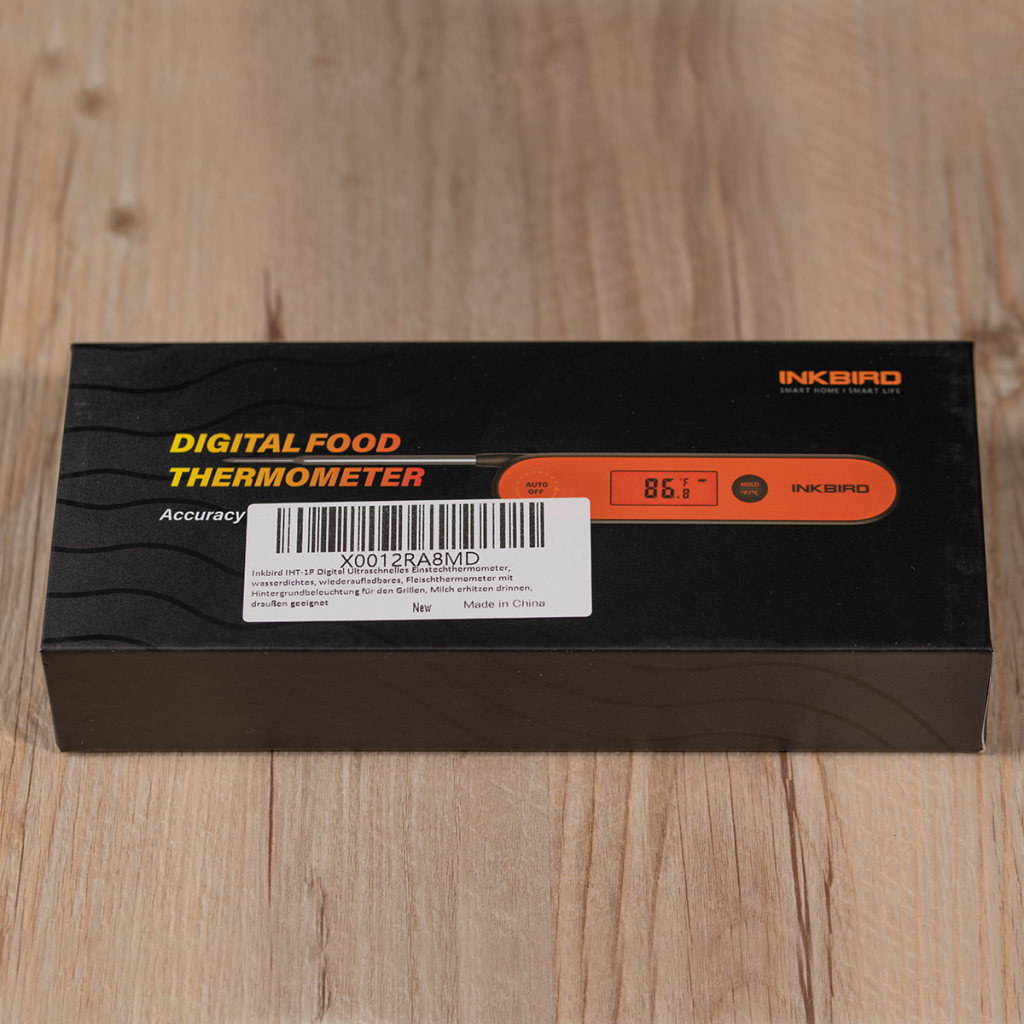 INKBIRD
SMART HOME | SMART LIFE
DIGITAL FOOD
THERMOMETER
AUTO
OFF
86.8 °F
HOLD
°F/°C
INKBIRD
Accuracy
X0012RA8MD
Inkbird IHT-1P Digital Ultraschnelles Einstechthermometer,
wasserdichtes, wiederaufladbares, Fleischthermometer mit
Hintergrundbeleuchtung für den Grillen, Milch erhitzen drinnen,
draußen geeignet
New Made in China